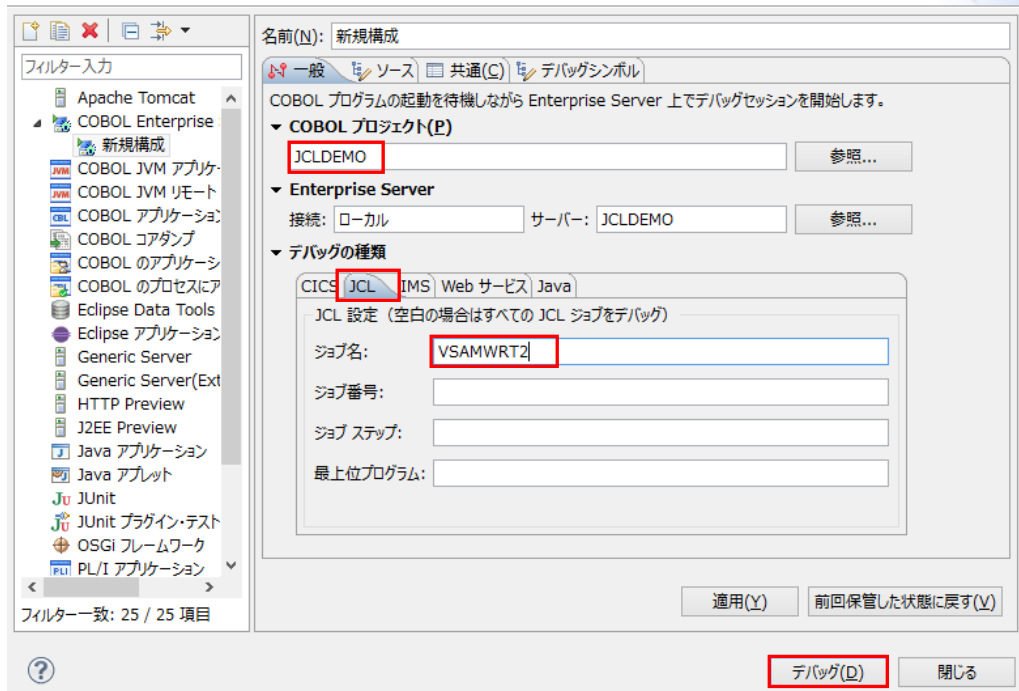 名前(N): 新規構成
フィルター入力
Apache Tomcat
COBOL Enterprise
新規構成
COBOL JVM アプリケー
COBOL JVM リモート
COBOL アプリケーション
COBOL コアダンプ
COBOL のアプリケーシ
COBOL のプロセスにア
Eclipse Data Tools
Eclipse アプリケーション
Generic Server
Generic Server(Ext
HTTP Preview
J2EE Preview
Java アプリケーション
Java アプレット
JUnit
JUnit プラグイン・テスト
OSGi フレームワーク
PL/I アプリケーション
フィルター一致: 25 / 25 項目
一般 ソース 共通(C) デバッグシンボル
COBOL プログラムの起動を待機しながら Enterprise Server 上でデバッグセッションを開始します。
COBOL プロジェクト(P)
JCLDEMO 参照...
Enterprise Server
接続: ローカル サーバー: JCLDEMO 参照...
デバッグの種類
CICS JCL IMS Web サービス Java
JCL 設定（空白の場合はすべての JCL ジョブをデバッグ）
ジョブ名: VSAMWRT2
ジョブ番号:
ジョブ ステップ:
最上位プログラム:
適用(Y) 前回保管した状態に戻す(V)
デバッグ(D) 閉じる